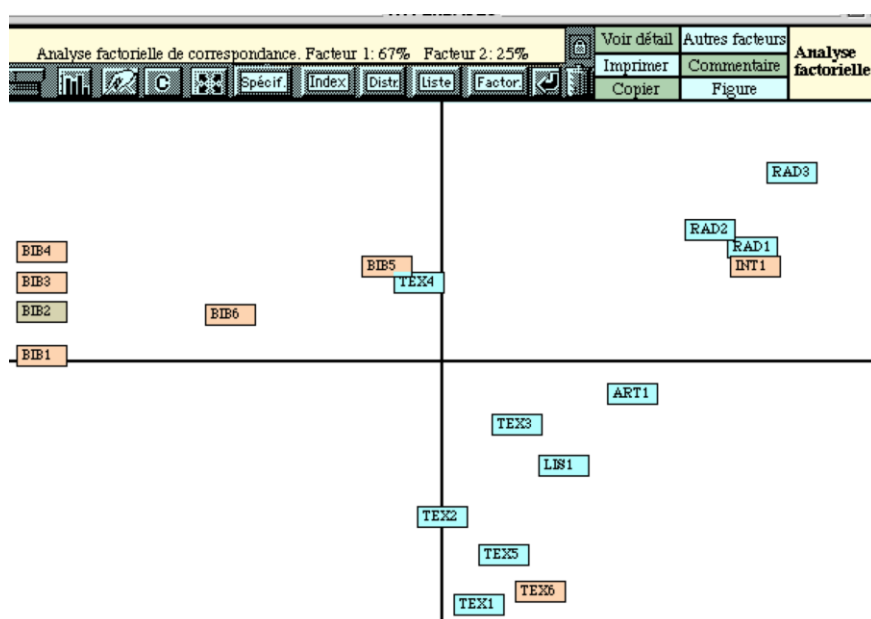 Analyse factorielle de correspondance. Facteur 1: 67% Facteur 2: 25%
Voir détail Autres facteurs
Imprimer Commentaire
Copier Figure
Analyse
factorielle
C Spécif. Index Distr. Liste Factor.
RAD3
RAD2
RAD1
INT1
BIB4
BIB5
BIB3
TEX4
BIB2
BIB6
BIB1
ART1
TEX3
LIS1
TEX2
TEX5
TEX6
TEX1